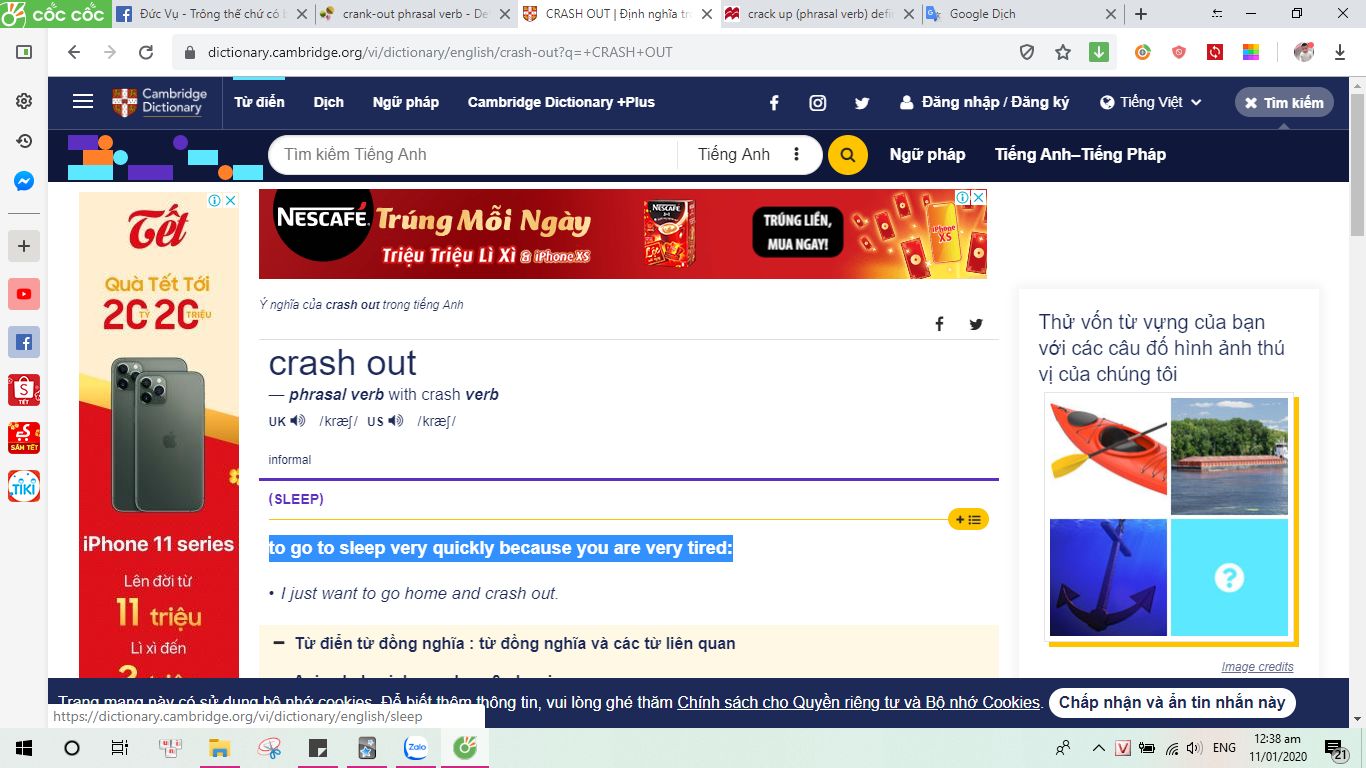 cốc cốc
Đức Vụ - Trông thế chứ có b
crank-out phrasal verb - De
CRASH OUT | Định nghĩa tr
crack up (phrasal verb) defi
Google Dịch
dictionary.cambridge.org/vi/dictionary/english/crash-out?q=+CRASH+OUT
Cambridge Dictionary
Từ điển
Dịch
Ngữ pháp
Cambridge Dictionary +Plus
Đăng nhập / Đăng ký
Tiếng Việt
Tìm kiếm
Tìm kiếm Tiếng Anh
Tiếng Anh
Ngữ pháp
Tiếng Anh–Tiếng Pháp
Tết
Quà Tết Tới
20 TỶ 20 TRIỆU
iPhone 11 series
Lên đời từ
11 triệu
Lì xì đến
NESCAFÉ
3in1
Trúng Mỗi Ngày
Triệu Triệu Lì Xì & iPhone XS
TRÚNG LIỀN,
MUA NGAY!
iPhone
XS
Ý nghĩa của crash out trong tiếng Anh
crash out
— phrasal verb with crash verb
UK /kræʃ/ US /kræʃ/
informal
(SLEEP)
to go to sleep very quickly because you are very tired:
• I just want to go home and crash out.
Từ điển từ đồng nghĩa : từ đồng nghĩa và các từ liên quan
Thử vốn từ vựng của bạn
với các câu đố hình ảnh thú
vị của chúng tôi
?
Image credits
Trang mạng này có sử dụng bộ nhớ cookies. Để biết thêm thông tin, vui lòng ghé thăm Chính sách cho Quyền riêng tư và Bộ nhớ Cookies.
Chấp nhận và ẩn tin nhắn này
https://dictionary.cambridge.org/vi/dictionary/english/sleep
TẾT
SẮM TẾT
TIKI
Zalo
V
ENG
12:38 am
11/01/2020
21